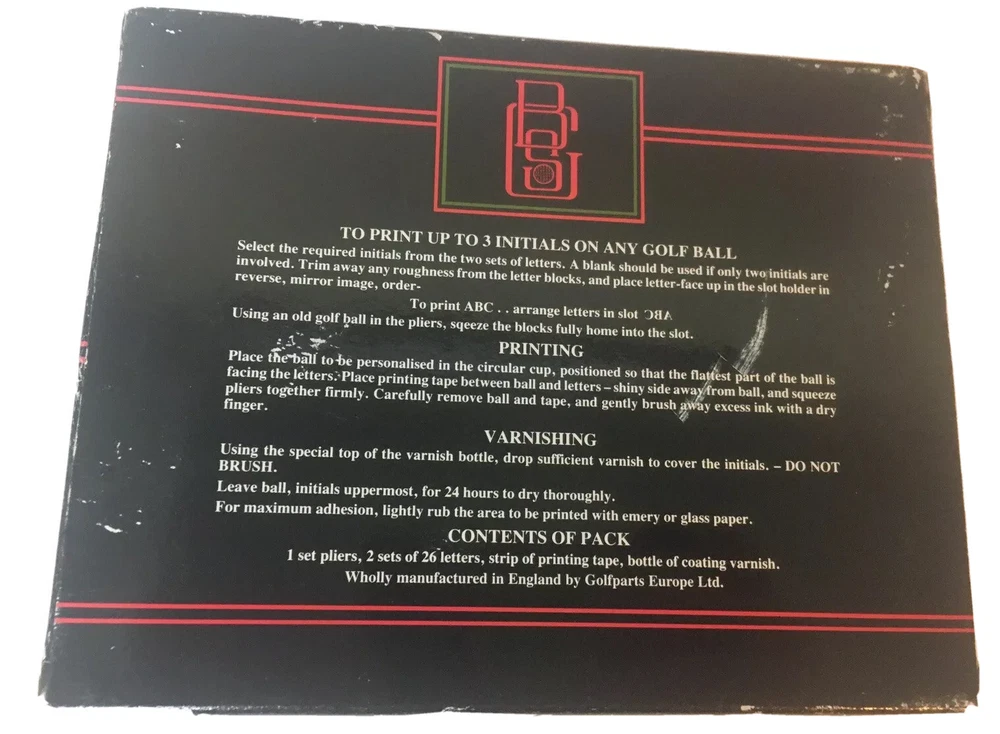 TO PRINT UP TO 3 INITIALS ON ANY GOLF BALL
Select the required initials from the two sets of letters. A blank should be used if only two initials are
involved. Trim away any roughness from the letter blocks, and place letter-face up in the slot holder in
reverse, mirror image, order-
To print ABC . . arrange letters in slot ƆBA
Using an old golf ball in the pliers, sqeeze the blocks fully home into the slot.
PRINTING
Place the ball to be personalised in the circular cup, positioned so that the flattest part of the ball is
facing the letters. Place printing tape between ball and letters – shiny side away from ball, and squeeze
pliers together firmly. Carefully remove ball and tape, and gently brush away excess ink with a dry
finger.
VARNISHING
Using the special top of the varnish bottle, drop sufficient varnish to cover the initials. – DO NOT
BRUSH.
Leave ball, initials uppermost, for 24 hours to dry thoroughly.
For maximum adhesion, lightly rub the area to be printed with emery or glass paper.
CONTENTS OF PACK
1 set pliers, 2 sets of 26 letters, strip of printing tape, bottle of coating varnish.
Wholly manufactured in England by Golfparts Europe Ltd.